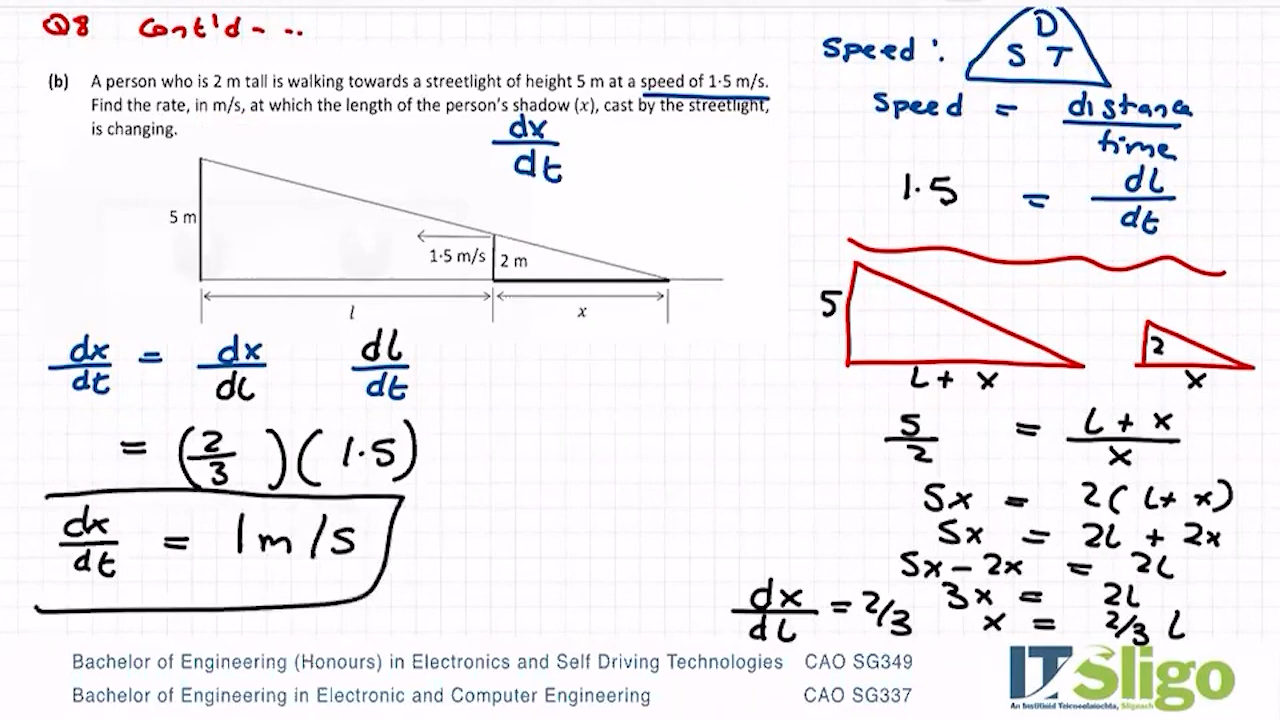 Q8 Cont'd - ..
(b) A person who is 2 m tall is walking towards a streetlight of height 5 m at a speed of 1·5 m/s.
Find the rate, in m/s, at which the length of the person's shadow (x), cast by the streetlight,
is changing.
dx/dt
5 m
1·5 m/s
2 m
l
x
dx/dt = dx/dl dl/dt
= (2/3)(1.5)
dx/dt = 1m/s
Speed : D S T
Speed = distance/time
1.5 = dl/dt
5
L + x
2
x
5/2 = L + x/x
5x = 2(L + x)
5x = 2L + 2x
5x - 2x = 2L
3x = 2L
x = 2/3 L
dx/dL = 2/3
Bachelor of Engineering (Honours) in Electronics and Self Driving Technologies CAO SG349
Bachelor of Engineering in Electronic and Computer Engineering CAO SG337
IT Sligo
An Institiúid Teicneolaíochta, Sligeach